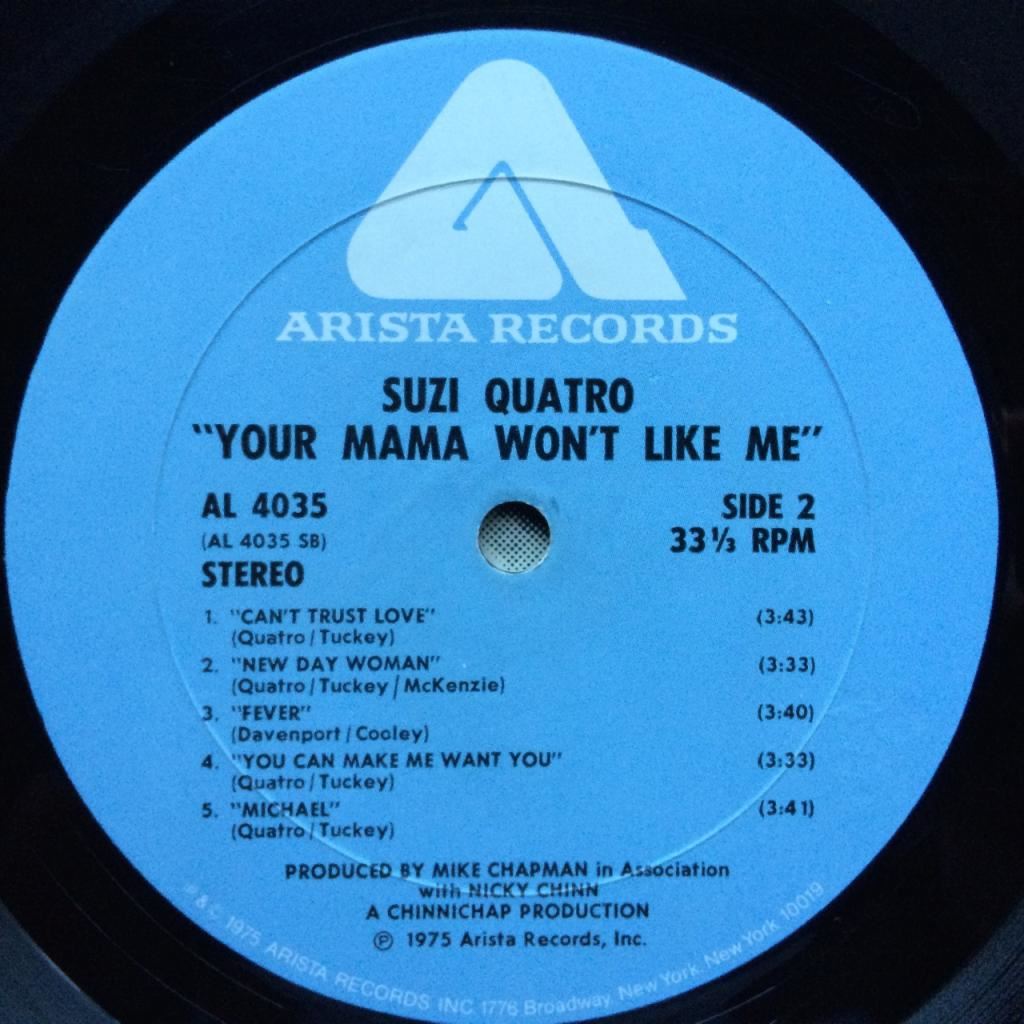 ARISTA RECORDS
SUZI QUATRO
"YOUR MAMA WON'T LIKE ME"
AL 4035
(AL 4035 SB)
STEREO
SIDE 2
33⅓ RPM
1. "CAN'T TRUST LOVE" (3:43)
(Quatro/Tuckey)
2. "NEW DAY WOMAN" (3:33)
(Quatro/Tuckey/McKenzie)
3. "FEVER" (3:40)
(Davenport/Cooley)
4. "YOU CAN MAKE ME WANT YOU" (3:33)
(Quatro/Tuckey)
5. "MICHAEL" (3:41)
(Quatro/Tuckey)
PRODUCED BY MIKE CHAPMAN in Association
with NICKY CHINN
A CHINNICHAP PRODUCTION
℗ 1975 Arista Records, Inc.
℗ & © 1975 ARISTA RECORDS INC 1776 Broadway, New York, New York 10019